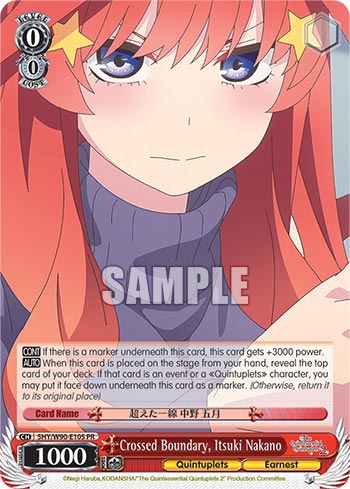 LEVEL
0
0
COST
SAMPLE
CONT If there is a marker underneath this card, this card gets +3000 power.
AUTO When this card is placed on the stage from your hand, reveal the top
card of your deck. If that card is an event or a «Quintuplets» character, you
may put it face down underneath this card as a marker. (Otherwise, return it
to its original place)
Card Name 超えた一線 中野 五月
CH 5HY/W90-E105 PR
1000 Crossed Boundary, Itsuki Nakano
Quintuplets Earnest
©Negi Haruba,KODANSHA/"The Quintessential Quintuplets 2" Production Committee.